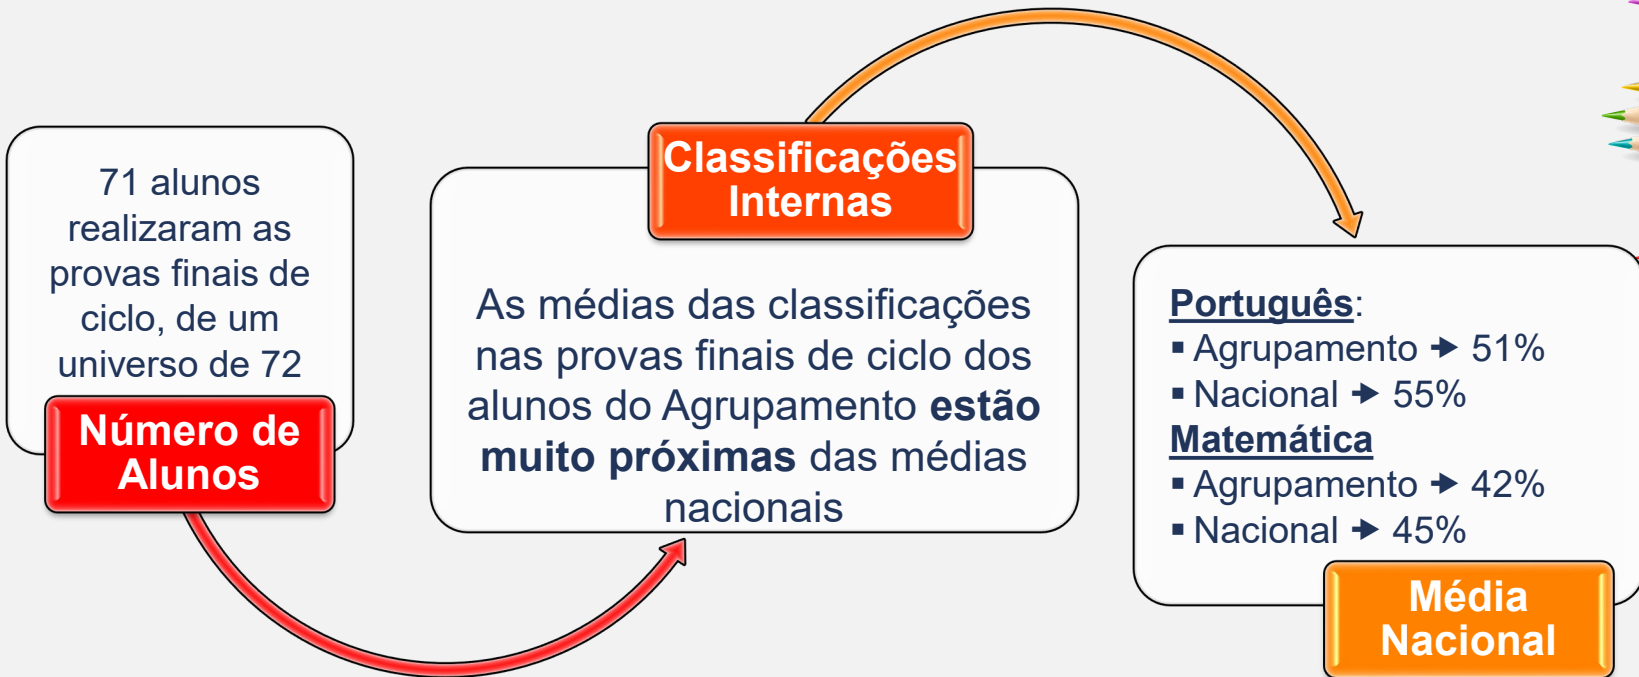 71 alunos
realizaram as
provas finais de
ciclo, de um
universo de 72
Número de
Alunos
Classificações
Internas
As médias das classificações
nas provas finais de ciclo dos
alunos do Agrupamento estão
muito próximas das médias
nacionais
Português:
▪ Agrupamento → 51%
▪ Nacional → 55%
Matemática
▪ Agrupamento → 42%
▪ Nacional → 45%
Média
Nacional